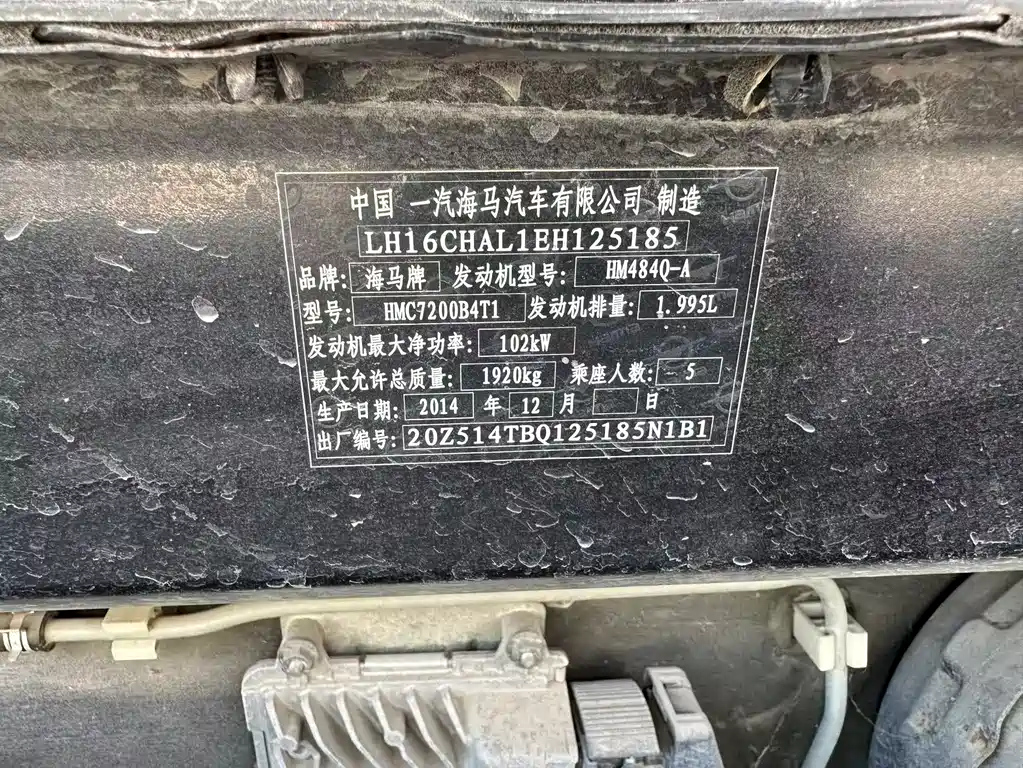 中国 一汽海马汽车有限公司 制造
LH16CHAL1EH125185
品牌: 海马牌 发动机型号: HM484Q-A
型号: HMC7200B4T1 发动机排量: 1.995L
发动机最大净功率: 102kW
最大允许总质量: 1920kg 乘座人数: 5
生产日期: 2014 年 12 月 日
出厂编号: 20Z514TBQ125185N1B1